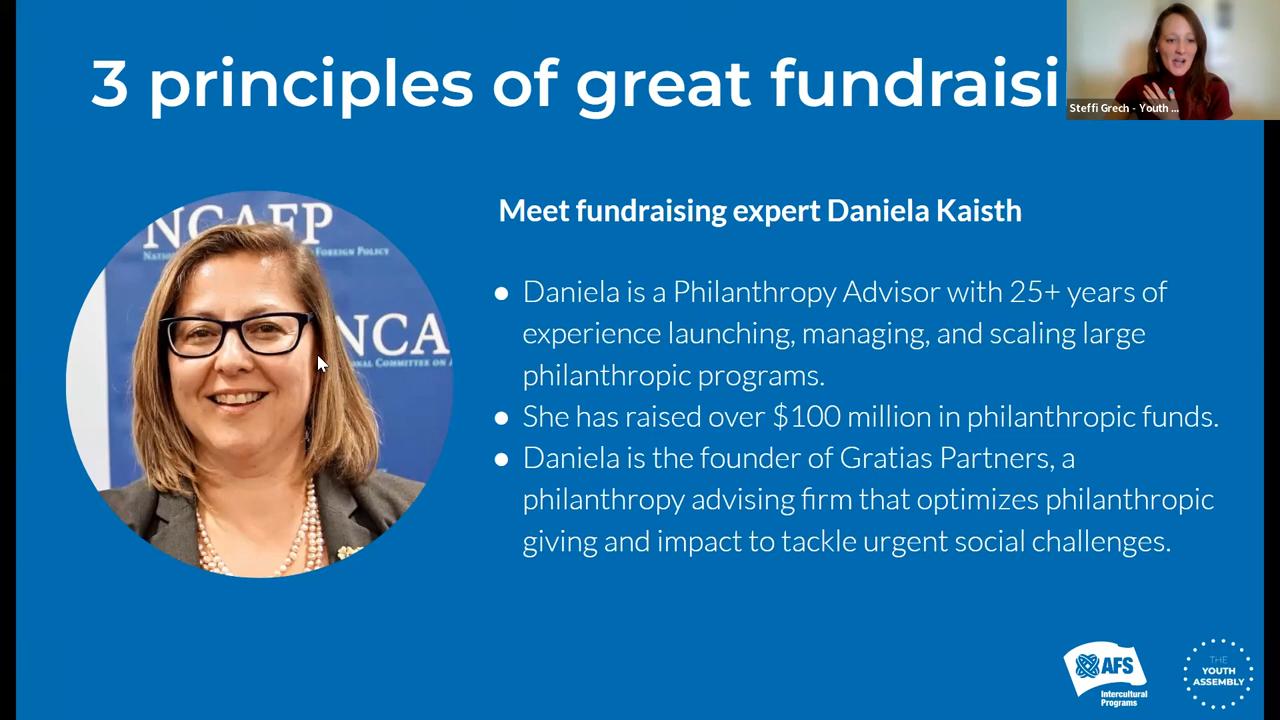 3 principles of great fundraisi
Steffi Grech - Youth ...
NCAFP
FOREIGN POLICY
NCA
Meet fundraising expert Daniela Kaisth
● Daniela is a Philanthropy Advisor with 25+ years of
experience launching, managing, and scaling large
philanthropic programs.
● She has raised over $100 million in philanthropic funds.
● Daniela is the founder of Gratias Partners, a
philanthropy advising firm that optimizes philanthropic
giving and impact to tackle urgent social challenges.
AFS
Intercultural
Programs
THE
YOUTH
ASSEMBLY